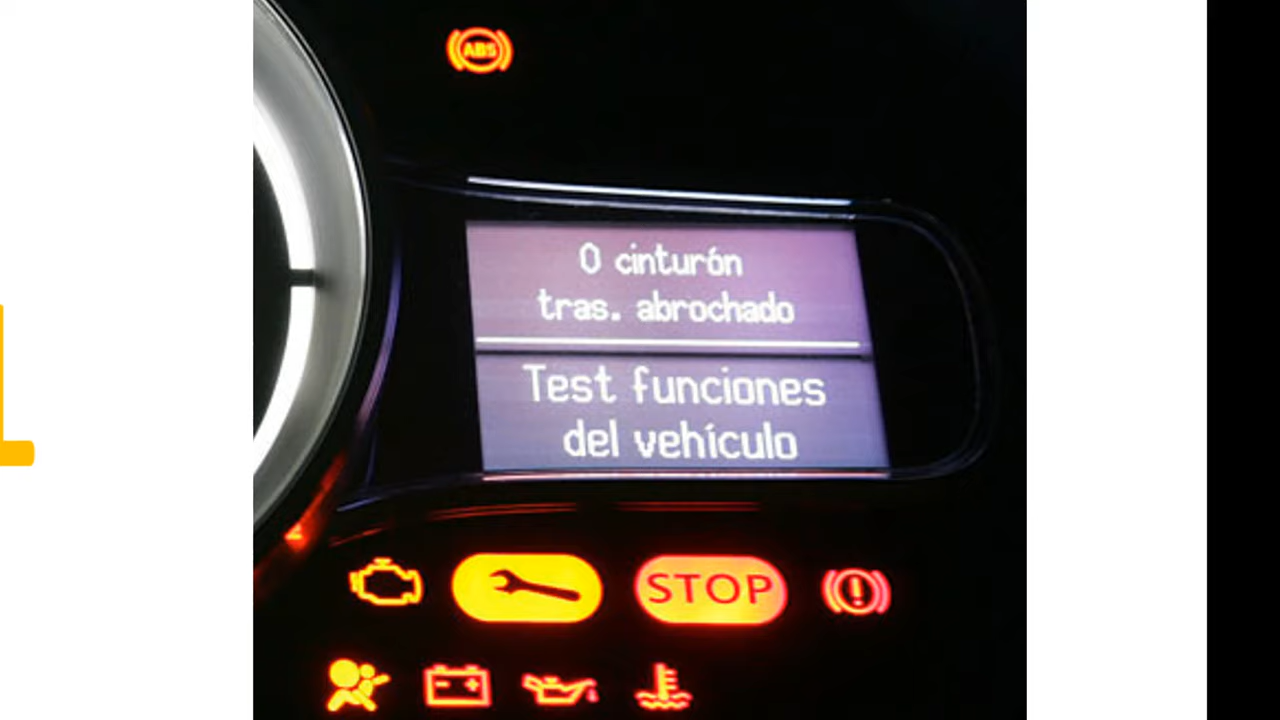 ABS
0 cinturón
tras. abrochado
Test funciones
del vehículo
STOP